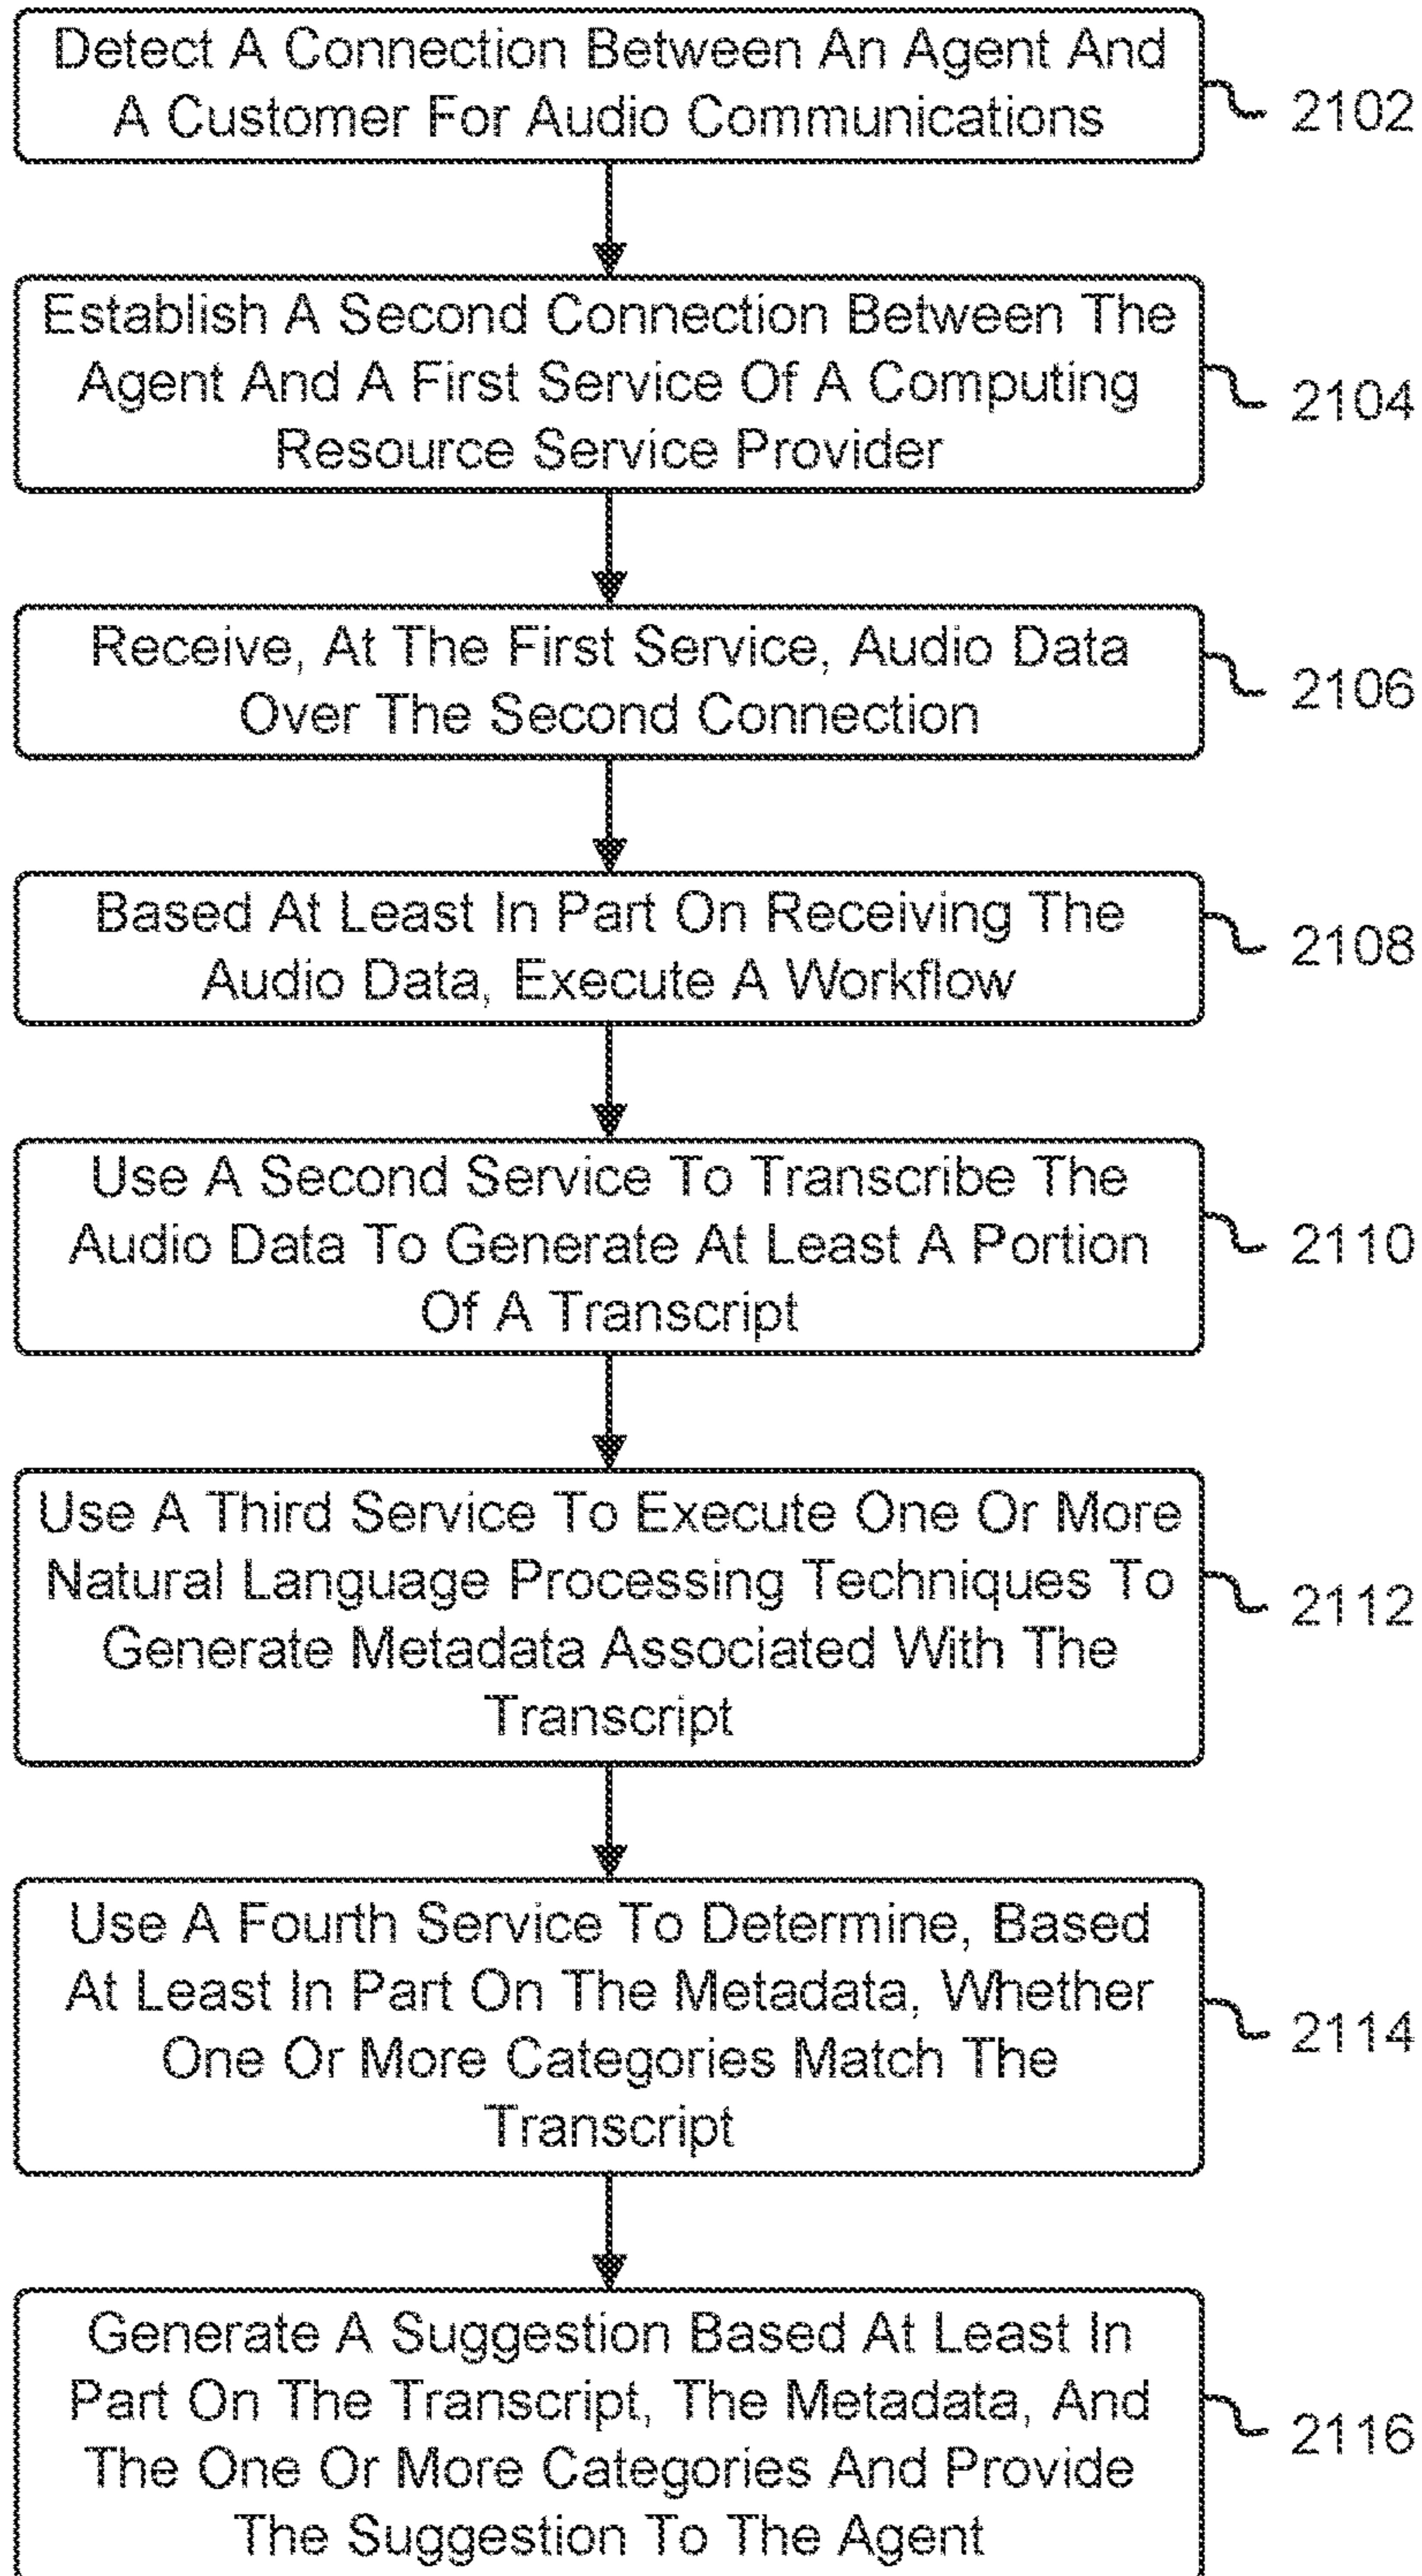 Detect A Connection Between An Agent And
A Customer For Audio Communications
2102
Establish A Second Connection Between The
Agent And A First Service Of A Computing
Resource Service Provider
2104
Receive, At The First Service, Audio Data
Over The Second Connection
2106
Based At Least In Part On Receiving The
Audio Data, Execute A Workflow
2108
Use A Second Service To Transcribe The
Audio Data To Generate At Least A Portion
Of A Transcript
2110
Use A Third Service To Execute One Or More
Natural Language Processing Techniques To
Generate Metadata Associated With The
Transcript
2112
Use A Fourth Service To Determine, Based
At Least In Part On The Metadata, Whether
One Or More Categories Match The
Transcript
2114
Generate A Suggestion Based At Least In
Part On The Transcript, The Metadata, And
The One Or More Categories And Provide
The Suggestion To The Agent
2116